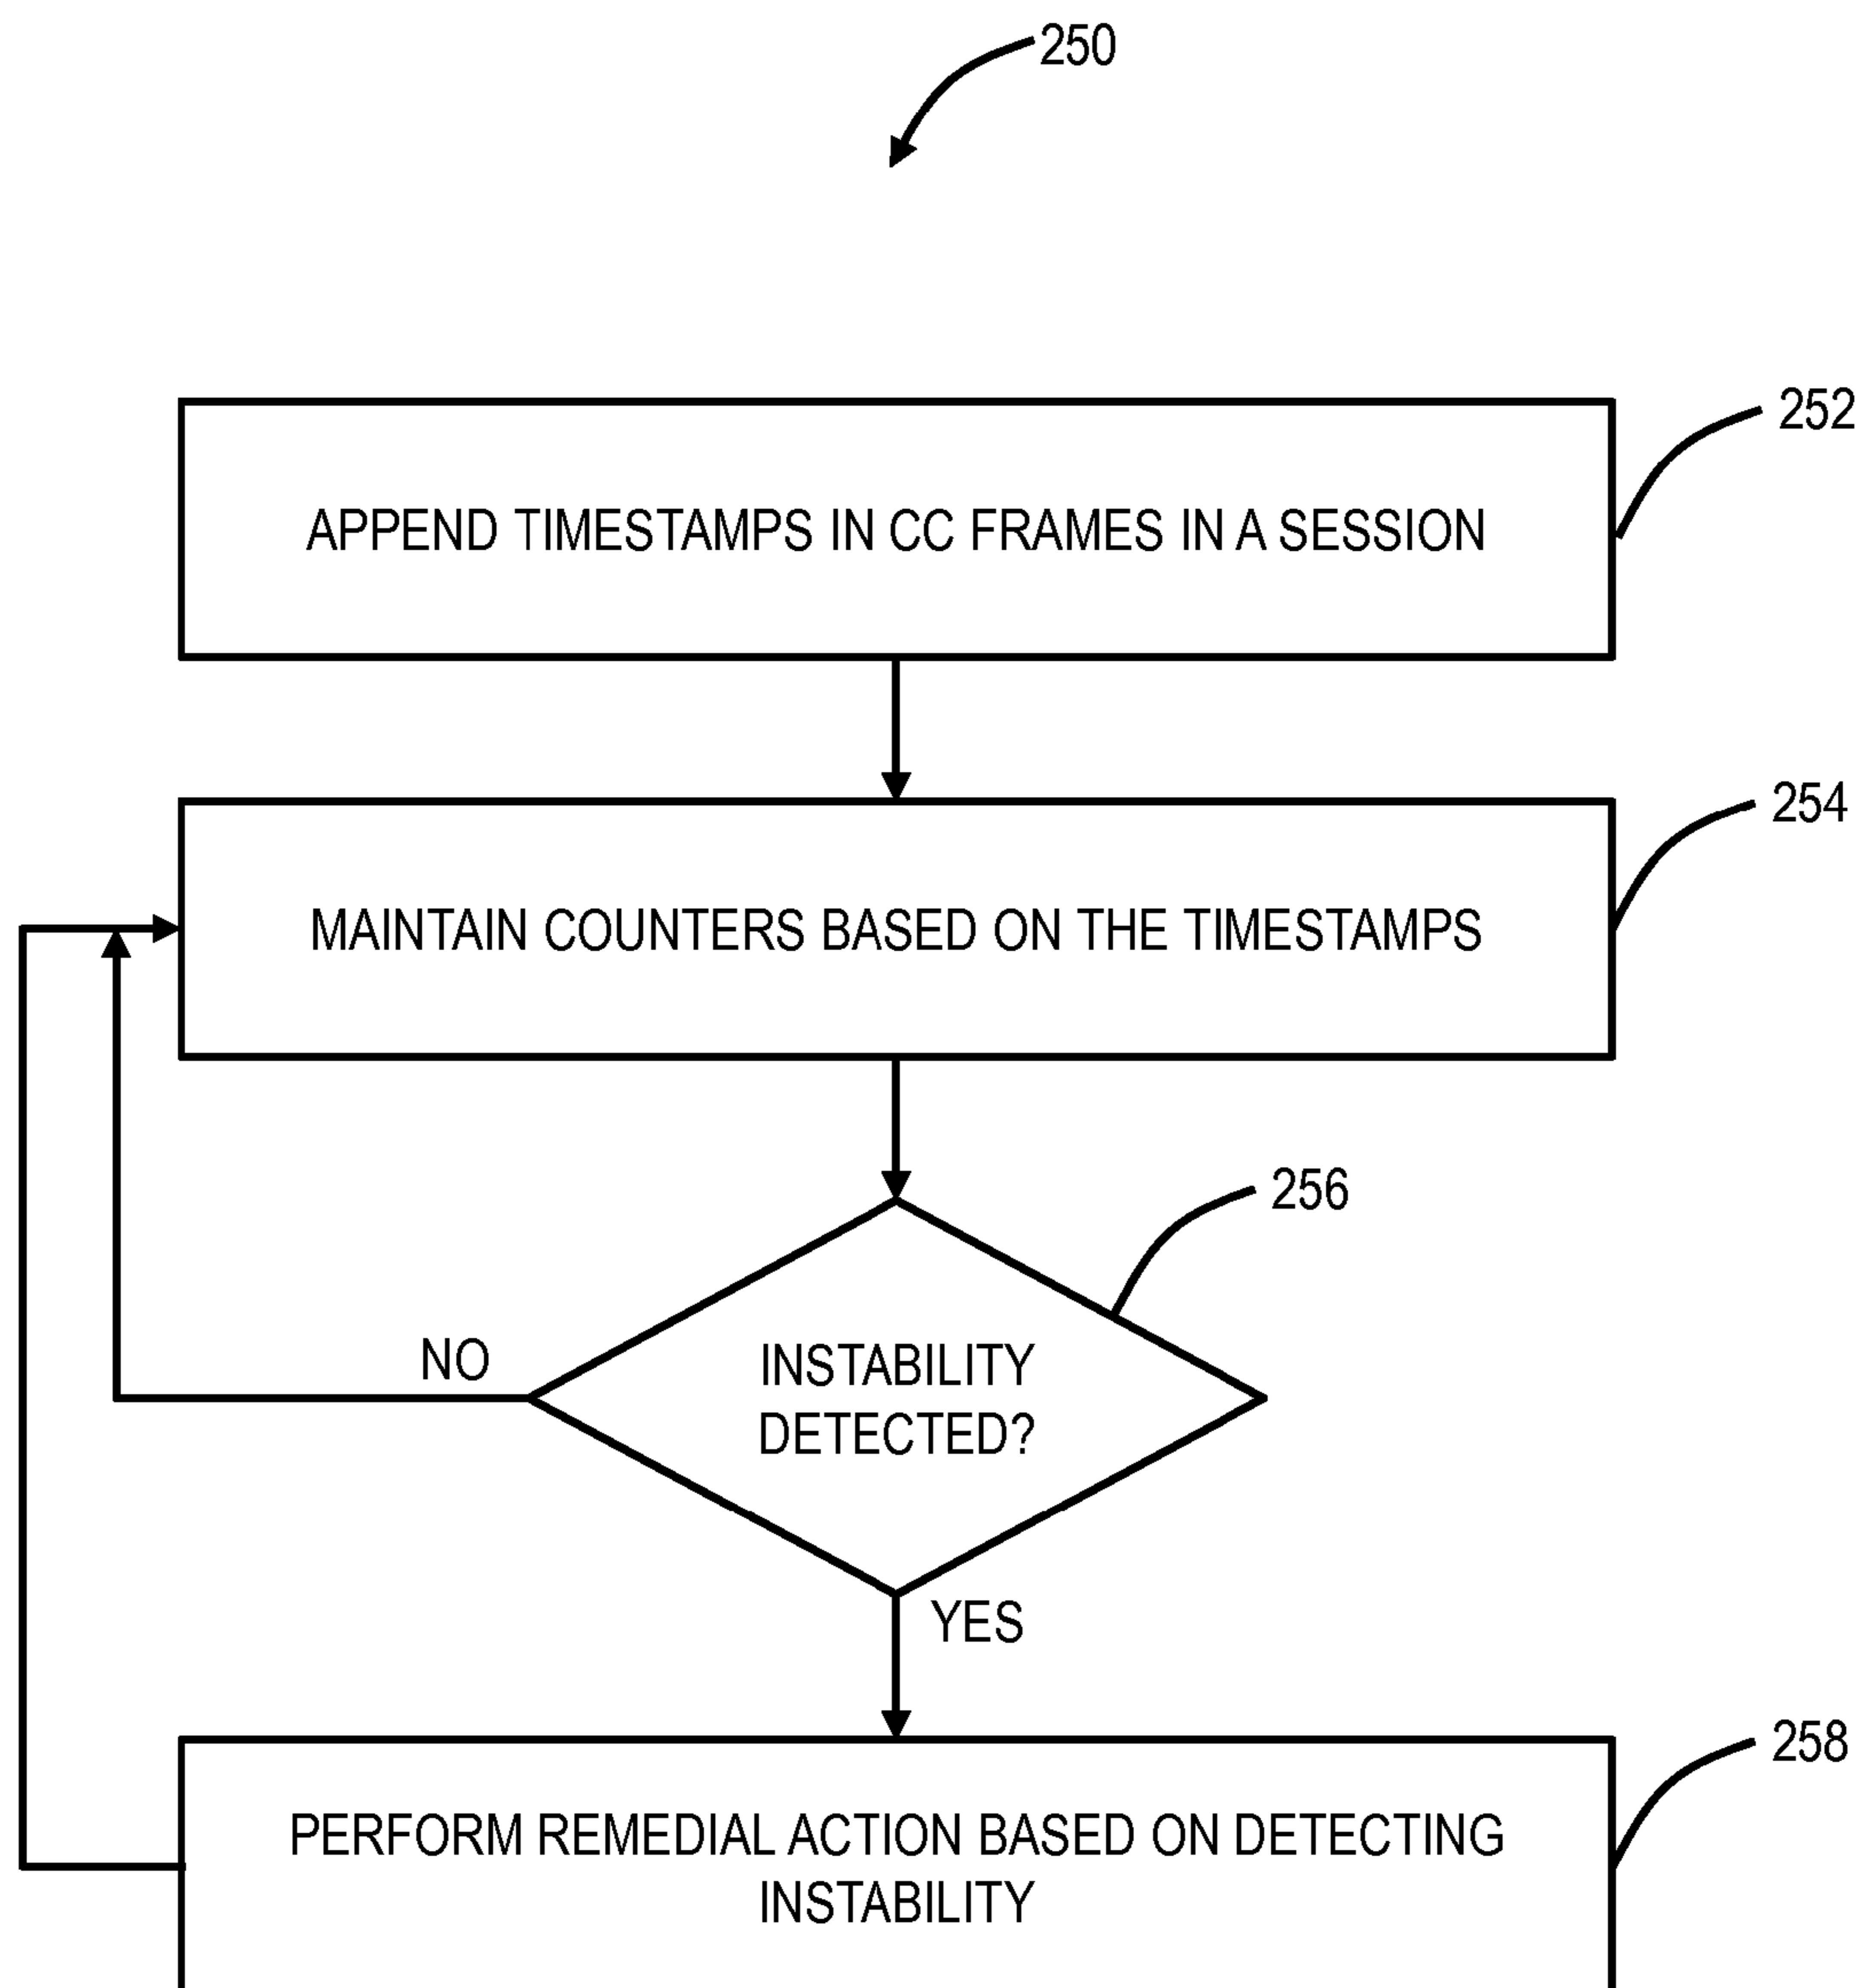 250
252
APPEND TIMESTAMPS IN CC FRAMES IN A SESSION
254
MAINTAIN COUNTERS BASED ON THE TIMESTAMPS
256
NO
INSTABILITY
DETECTED?
YES
258
PERFORM REMEDIAL ACTION BASED ON DETECTING
INSTABILITY